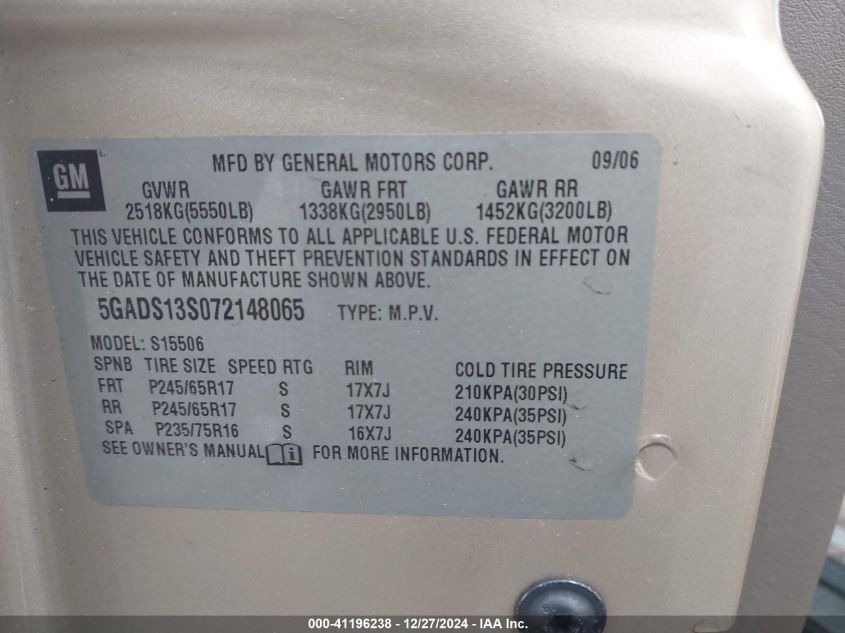 GM
MFD BY GENERAL MOTORS CORP. 09/06
GVWR GAWR FRT GAWR RR
2518KG(5550LB) 1338KG(2950LB) 1452KG(3200LB)
THIS VEHICLE CONFORMS TO ALL APPLICABLE U.S. FEDERAL MOTOR
VEHICLE SAFETY AND THEFT PREVENTION STANDARDS IN EFFECT ON
THE DATE OF MANUFACTURE SHOWN ABOVE.
5GADS13S072148065 TYPE: M.P.V.
MODEL: S15506
SPNB TIRE SIZE SPEED RTG RIM COLD TIRE PRESSURE
FRT P245/65R17 S 17X7J 210KPA(30PSI)
RR P245/65R17 S 17X7J 240KPA(35PSI)
SPA P235/75R16 S 16X7J 240KPA(35PSI)
SEE OWNER'S MANUAL i FOR MORE INFORMATION.
000-41196238 - 12/27/2024 - IAA Inc.